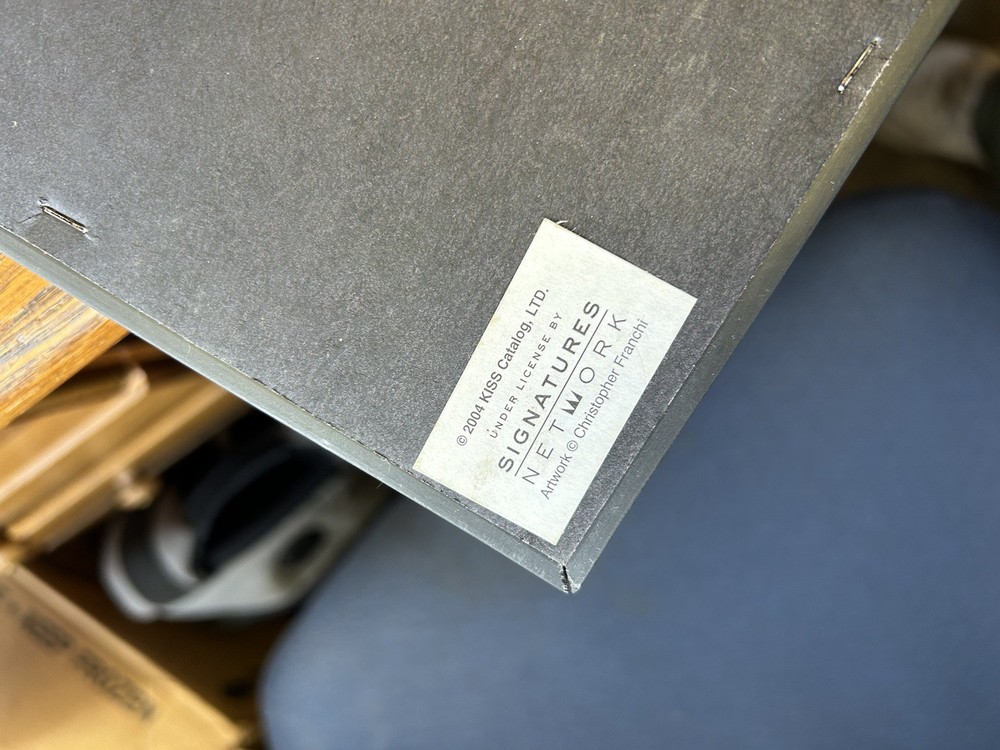 © 2004 KISS Catalog, LTD.
UNDER LICENSE BY
SIGNATURES
NETWORK
Artwork © Christopher Franchi